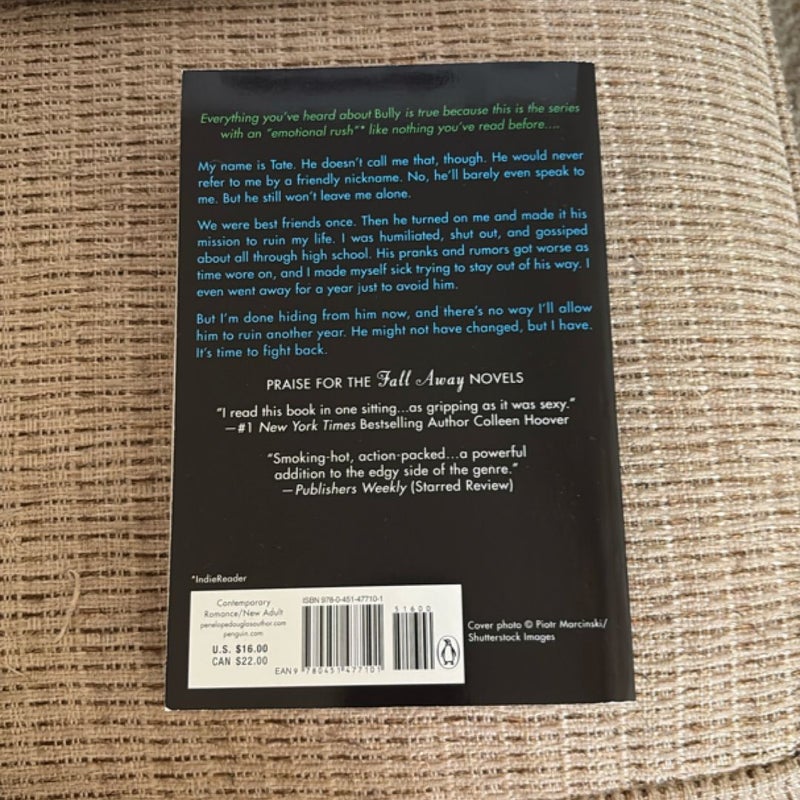 Everything you've heard about Bully is true because this is the series
with an "emotional rush"* like nothing you've read before....
My name is Tate. He doesn't call me that, though. He would never
refer to me by a friendly nickname. No, he'll barely even speak to
me. But he still won't leave me alone.
We were best friends once. Then he turned on me and made it his
mission to ruin my life. I was humiliated, shut out, and gossiped
about all through high school. His pranks and rumors got worse as
time wore on, and I made myself sick trying to stay out of his way. I
even went away for a year just to avoid him.
But I'm done hiding from him now, and there's no way I'll allow
him to ruin another year. He might not have changed, but I have.
It's time to fight back.
PRAISE FOR THE Fall Away NOVELS
"I read this book in one sitting...as gripping as it was sexy."
—#1 New York Times Bestselling Author Colleen Hoover
"Smoking-hot, action-packed...a powerful
addition to the edgy side of the genre."
—Publishers Weekly (Starred Review)
*IndieReader
Contemporary
Romance/New Adult
penelopedouglasauthor.com
penguin.com
U.S. $16.00
CAN $22.00
ISBN 978-0-451-47710-1
51600
EAN 9 780451 477101
Cover photo © Piotr Marcinski/
Shutterstock Images